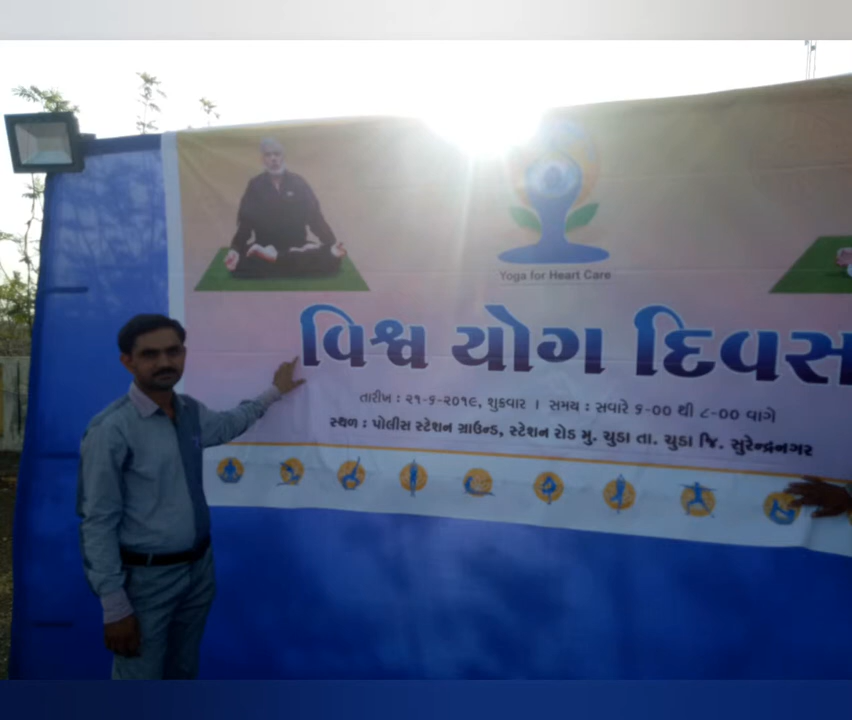 Yoga for Heart Care
વિશ્વ યોગ દિવસ
તારીખ : ૨૧-૬-૨૦૧૯, શુક્રવાર । સમય : સવારે ૬-૦૦ થી ૮-૦૦ વાગે
સ્થળ : પોલીસ સ્ટેશન ગ્રાઉન્ડ, સ્ટેશન રોડ મુ. ચુડા તા. ચુડા જિ. સુરેન્દ્રનગર